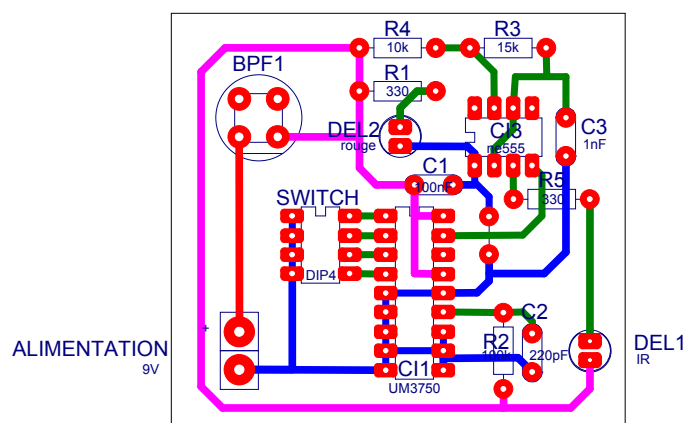 R4
10k
R3
15k
BPF1
R1
330
DEL2
rouge
CI3
ne555
C3
1nF
C1
100nF
R5
330
SWITCH
DIP4
+
ALIMENTATION
9V
CI1
UM3750
R2
100k
C2
220pF
DEL1
IR